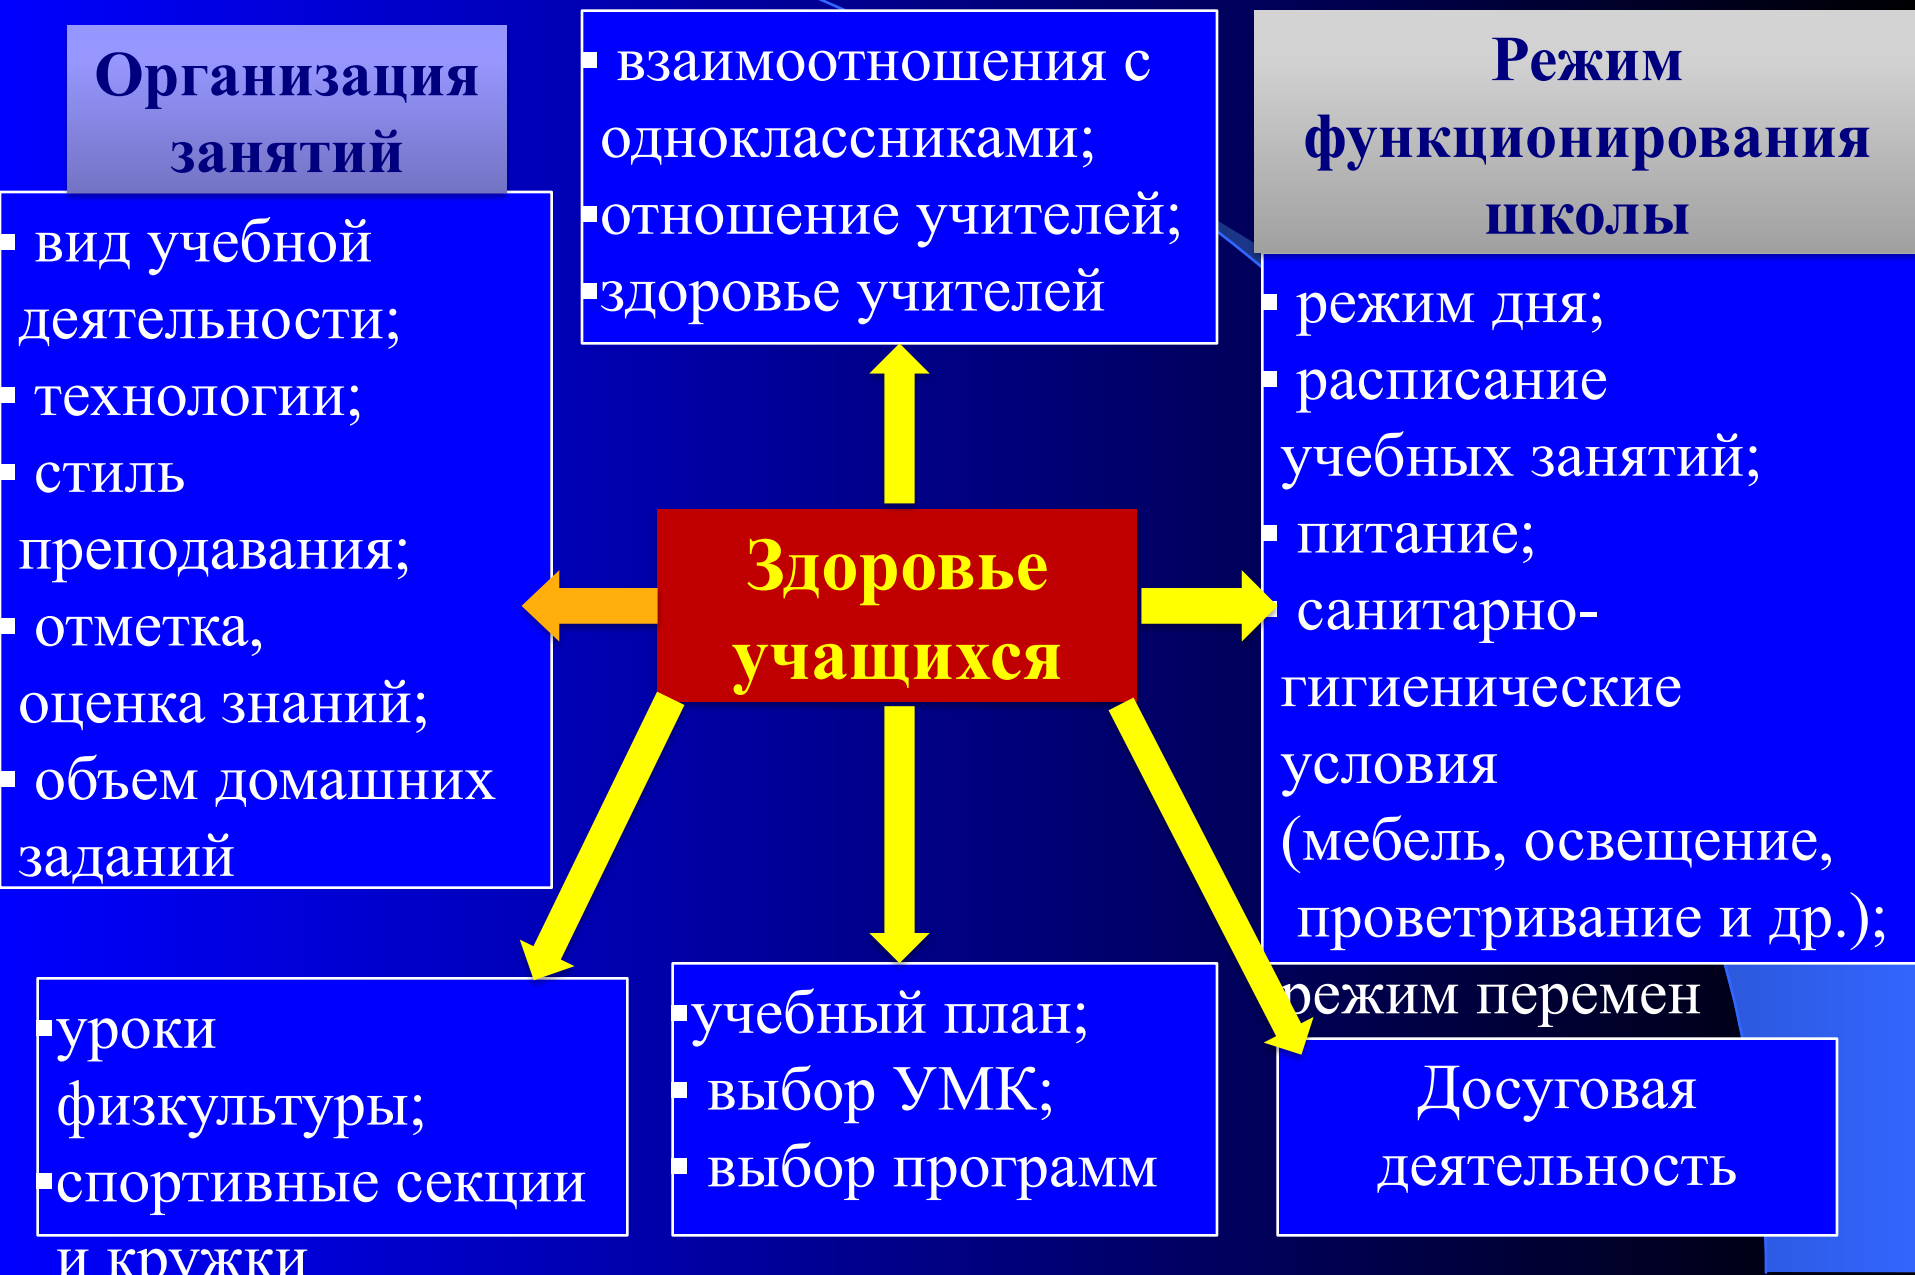 Организация
занятий
▪ вид учебной
деятельности;
▪ технологии;
▪ стиль
преподавания;
▪ отметка,
оценка знаний;
▪ объем домашних
заданий
▪ взаимоотношения с
одноклассниками;
▪отношение учителей;
▪здоровье учителей
Режим
функционирования
школы
▪ режим дня;
▪ расписание
учебных занятий;
▪ питание;
▪ санитарно-
гигиенические
условия
(мебель, освещение,
проветривание и др.);
режим перемен
Здоровье
учащихся
▪уроки
физкультуры;
▪спортивные секции
и кружки
▪учебный план;
▪ выбор УМК;
▪ выбор программ
Досуговая
деятельность